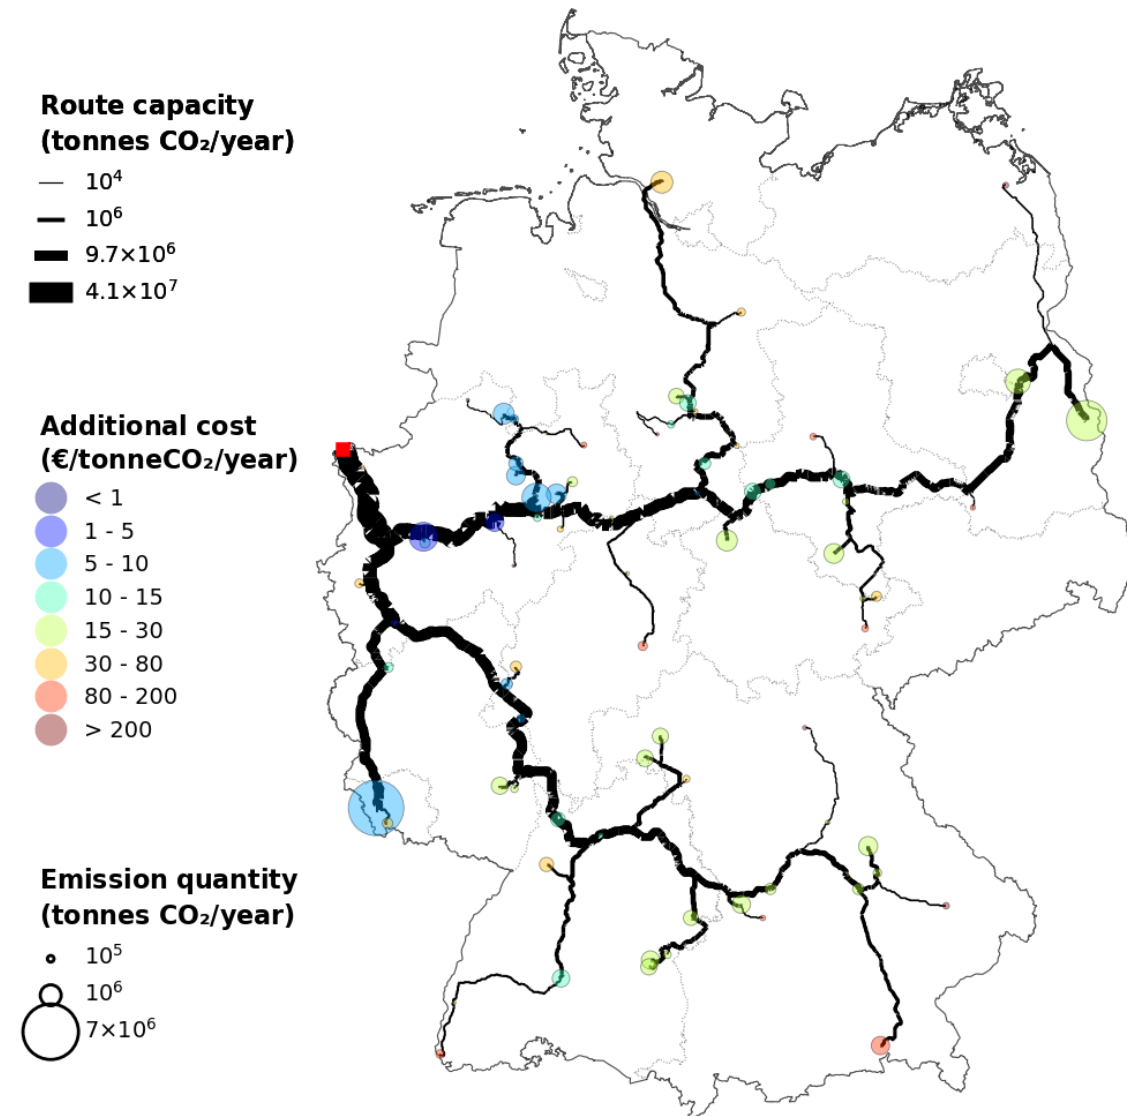 Route capacity
(tonnes CO₂/year)
10⁴
10⁶
9.7×10⁶
4.1×10⁷
Additional cost
(€/tonneCO₂/year)
< 1
1 - 5
5 - 10
10 - 15
15 - 30
30 - 80
80 - 200
> 200
Emission quantity
(tonnes CO₂/year)
10⁵
10⁶
7×10⁶